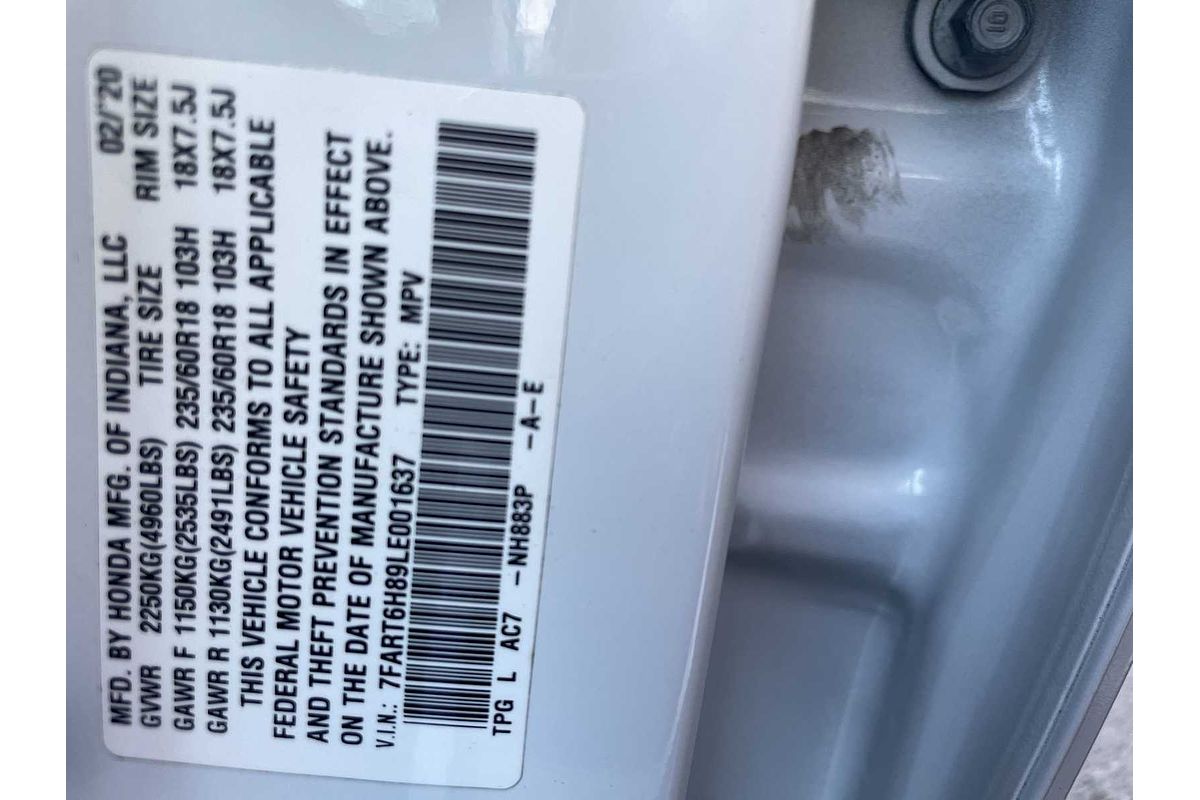 MFD. BY HONDA MFG. OF INDIANA, LLC 02/'20
GVWR 2250KG(4960LBS) TIRE SIZE RIM SIZE
GAWR F 1150KG(2535LBS) 235/60R18 103H 18X7.5J
GAWR R 1130KG(2491LBS) 235/60R18 103H 18X7.5J
THIS VEHICLE CONFORMS TO ALL APPLICABLE
FEDERAL MOTOR VEHICLE SAFETY
AND THEFT PREVENTION STANDARDS IN EFFECT
ON THE DATE OF MANUFACTURE SHOWN ABOVE.
V.I.N.: 7FART6H89LE001637 TYPE: MPV
TPG L AC7 -NH883P -A-E
10